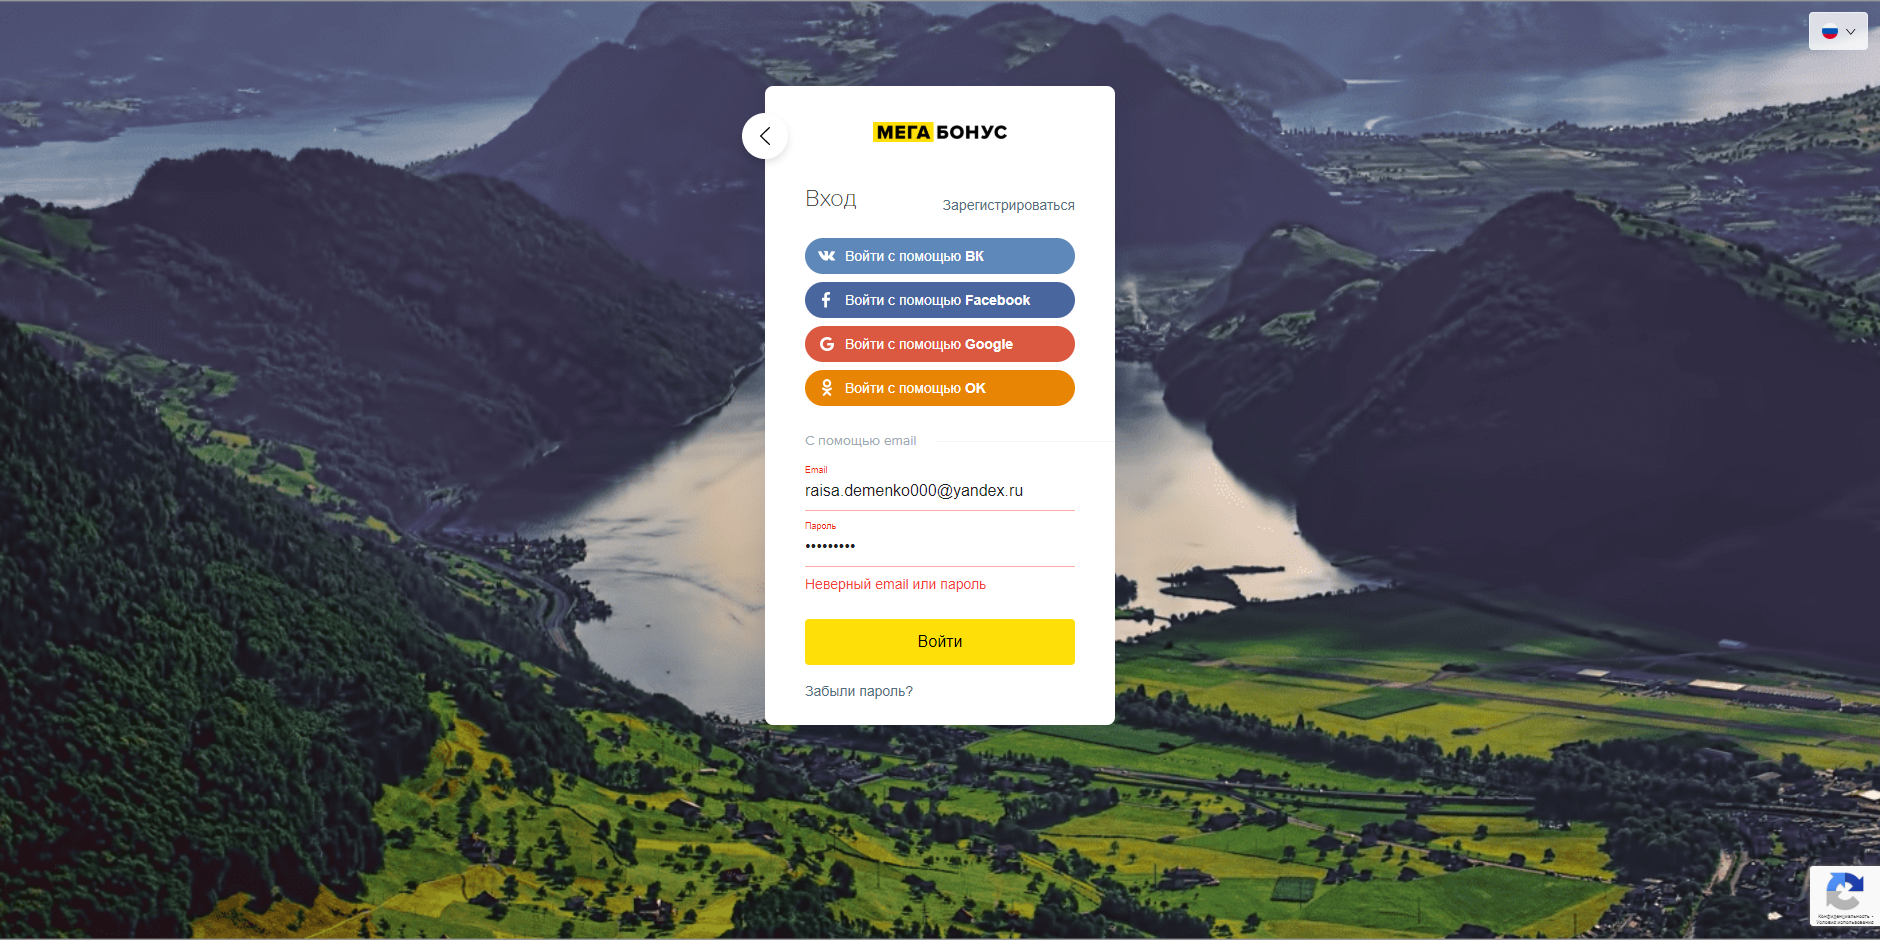 МЕГА БОНУС
Вход
Зарегистрироваться
Войти с помощью ВК
Войти с помощью Facebook
Войти с помощью Google
Войти с помощью ОК
С помощью email
Email
raisa.demenko000@yandex.ru
Пароль
•••••••••
Неверный email или пароль
Войти
Забыли пароль?
Конфиденциальность -
Условия использования